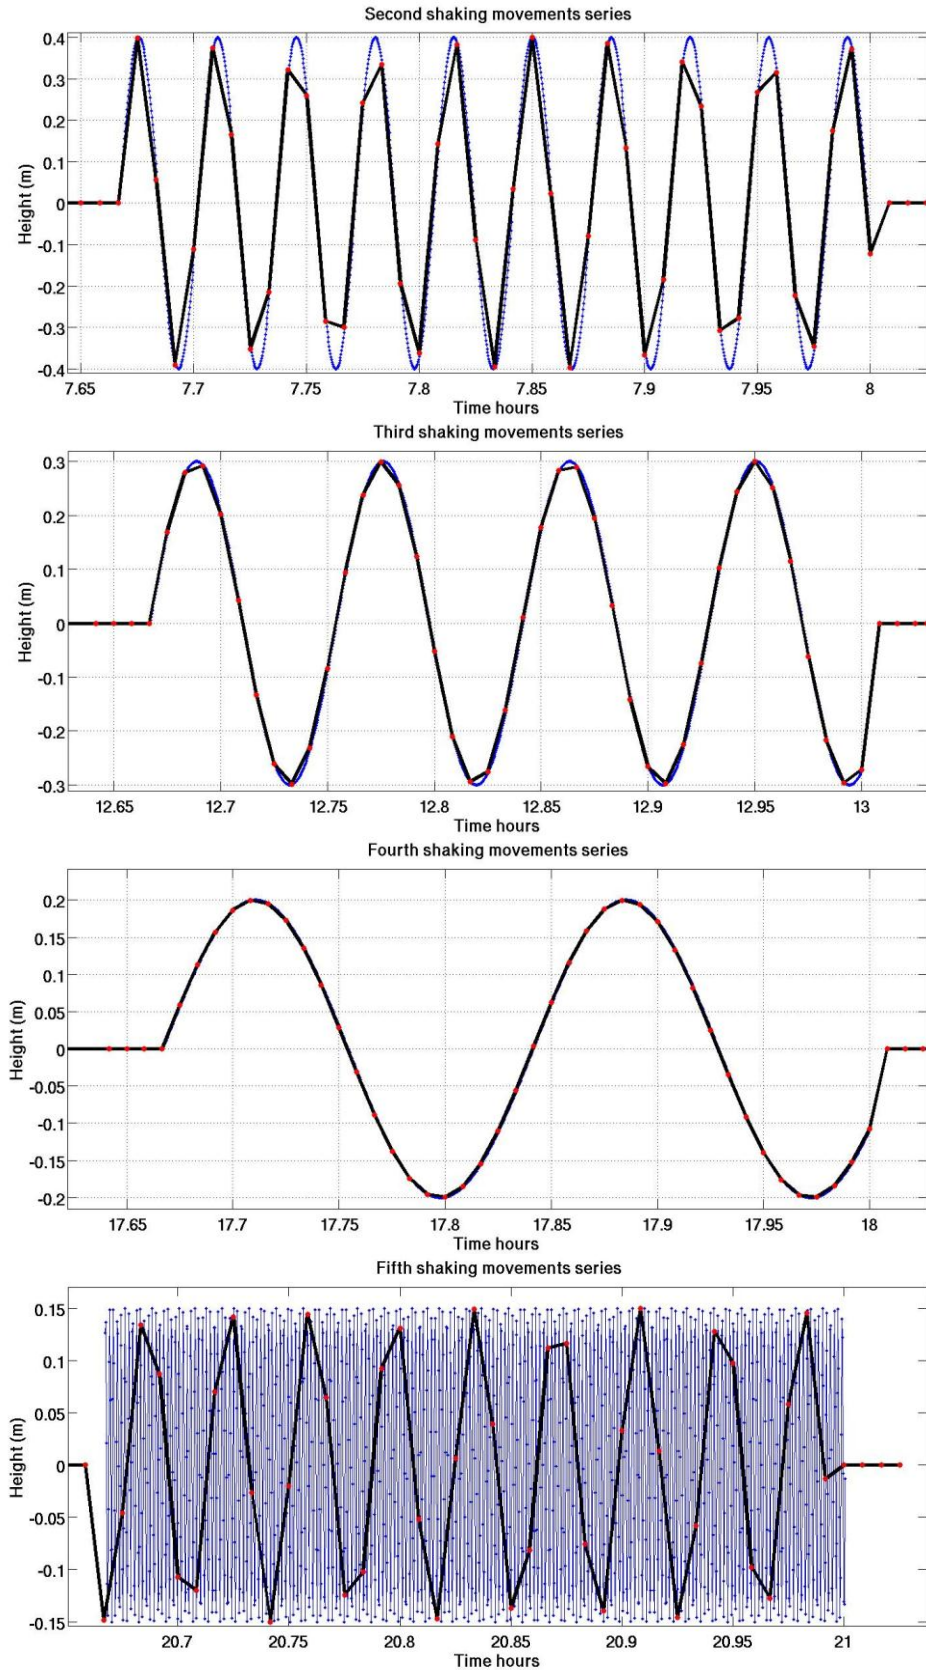 Second shaking movements series
0.4
0.3
0.2
0.1
0
-0.1
-0.2
-0.3
-0.4
Height (m)
7.65 7.7 7.75 7.8 7.85 7.9 7.95 8
Time hours
Third shaking movements series
0.3
0.2
0.1
0
-0.1
-0.2
-0.3
Height (m)
12.65 12.7 12.75 12.8 12.85 12.9 12.95 13
Time hours
Fourth shaking movements series
0.2
0.15
0.1
0.05
0
-0.05
-0.1
-0.15
-0.2
Height (m)
17.65 17.7 17.75 17.8 17.85 17.9 17.95 18
Time hours
Fifth shaking movements series
0.15
0.1
0.05
0
-0.05
-0.1
-0.15
Height (m)
20.7 20.75 20.8 20.85 20.9 20.95 21
Time hours